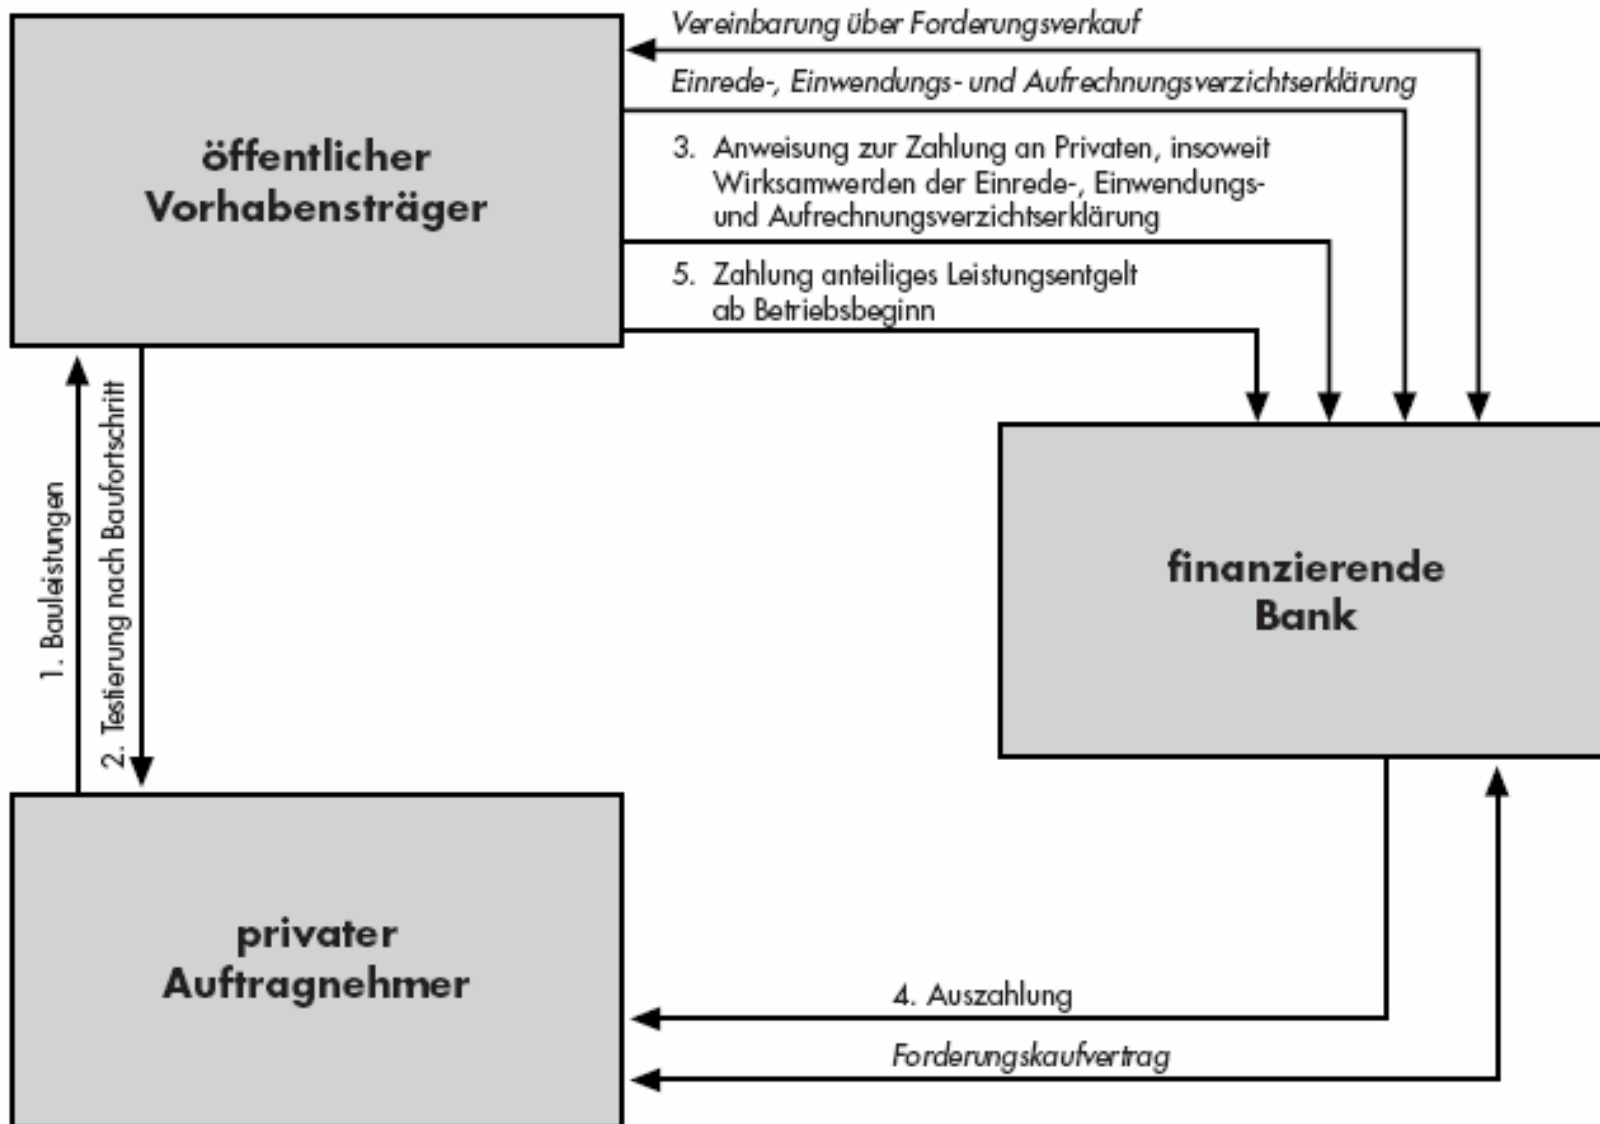 Vereinbarung über Forderungsverkauf
Einrede-, Einwendungs- und Aufrechnungsverzichtserklärung
öffentlicher
Vorhabensträger
3. Anweisung zur Zahlung an Privaten, insoweit
Wirksamwerden der Einrede-, Einwendungs-
und Aufrechnungsverzichtserklärung
5. Zahlung anteiliges Leistungsentgelt
ab Betriebsbeginn
1. Bauleistungen
2. Testierung nach Baufortschritt
finanzierende
Bank
privater
Auftragnehmer
4. Auszahlung
Forderungskaufvertrag